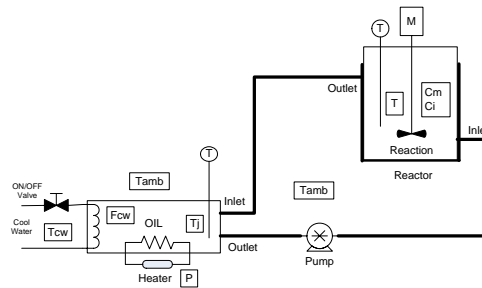 T
M
Outlet
T
Cm
Ci
Inle
Reaction
Reactor
T
Tamb
Tamb
ON/OFF
Valve
Inlet
Fcw
OIL
Tj
Cool
Water
Tcw
Outlet
Heater
P
Pump